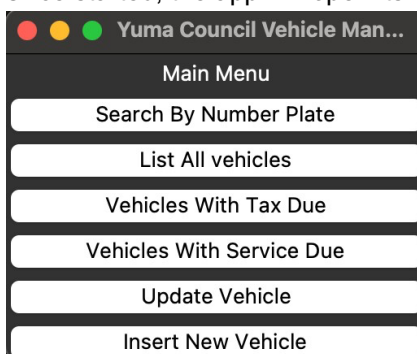 Yuma Council Vehicle Man...
Main Menu
Search By Number Plate
List All vehicles
Vehicles With Tax Due
Vehicles With Service Due
Update Vehicle
Insert New Vehicle